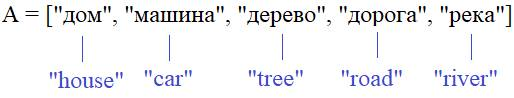 A = ["дом", "машина", "дерево", "дорога", "река"]
"house" "car" "tree" "road" "river"